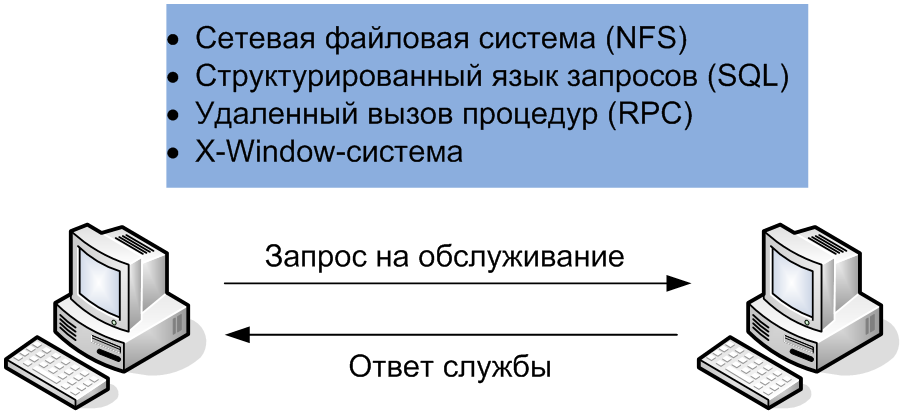 • Сетевая файловая система (NFS)
• Структурированный язык запросов (SQL)
• Удаленный вызов процедур (RPC)
• X-Window-система
Запрос на обслуживание
Ответ службы